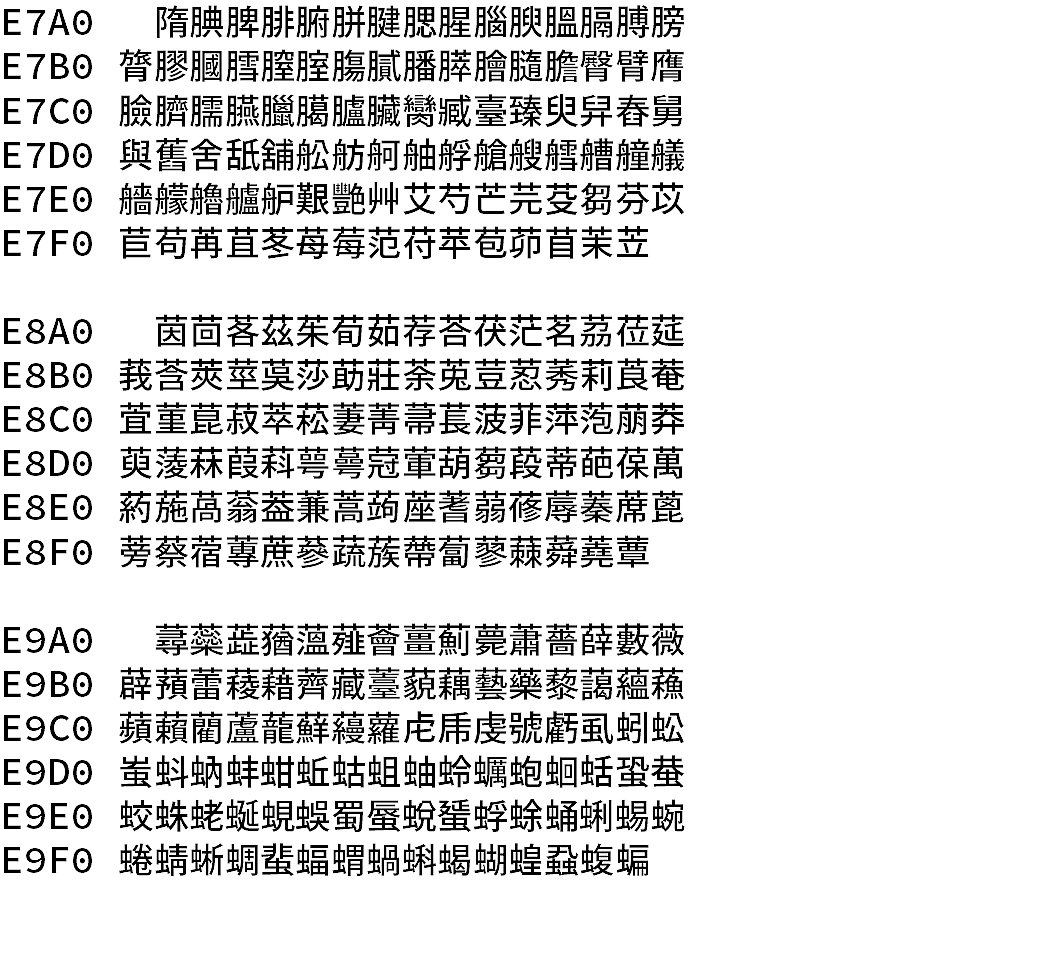 E7A0 隋腆脾腓腑胼腱腮腥腦腴膃膈膊膀
E7B0 膂膠膕膤膣腟膓膩膰膵膾膸膽臀臂膺
E7C0 臉臍臑臙臘臈臚臟臠臧臺臻臾舁舂舅
E7D0 與舊舍舐舖舩舫舸舳艀艙艘艝艚艟艤
E7E0 艢艨艪艫舮艱艷艸艾芍芒芫芟芻芬苡
E7F0 苣苟苒苴苳苺莓范苻苹苞茆苜茉苙
E8A0 茵茴茖茲茱荀茹荐荅茯茫茗茘莅莚
E8B0 莪莟莢莖茣莎莇莊荼莵荳荵莠莉莨菴
E8C0 萓菫菎菽萃菘萋菁菷萇菠菲萍萢萠莽
E8D0 萸蔆菻葭萪萼蕚蒄葷葫蒭葮蒂葩葆萬
E8E0 葯葹萵蓊葢蒹蒿蒟蓙蓍蒻蓚蓐蓁蓆蓖
E8F0 蒡蔡蓿蓴蔗蔘蔬蔟蔕蔔蓼蕀蕣蕘蕈
E9A0 蕁蘂蕋蕕薀薤薈薑薊薨蕭薔薛藪薇
E9B0 薜蕷蕾薐藉薺藏薹藐藕藝藥藜藹蘊蘓
E9C0 蘋藾藺蘆蘢蘚蘰蘿虍乕虔號虧虱蚓蚣
E9D0 蚩蚪蚋蚌蚶蚯蛄蛆蚰蛉蠣蚫蛔蛞蛩蛬
E9E0 蛟蛛蛯蜒蜆蜈蜀蜃蛻蜑蜉蜍蛹蜊蜴蜿
E9F0 蜷蜻蜥蜩蜚蝠蝟蝸蝌蝎蝴蝗蝨蝮蝙